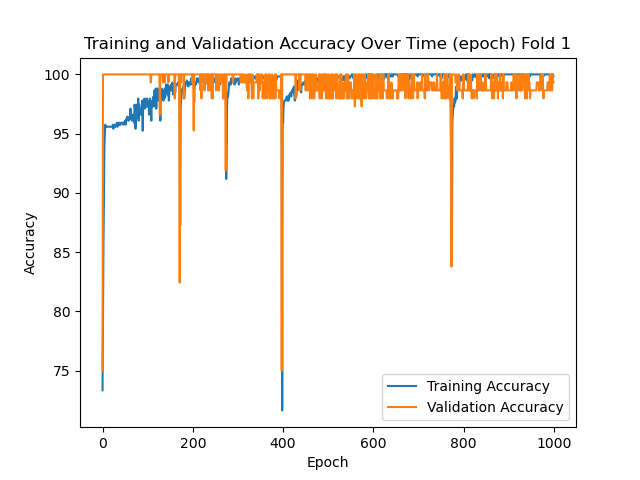 Training and Validation Accuracy Over Time (epoch) Fold 1
100
95
90
85
80
75
Accuracy
0
200
400
600
800
1000
Epoch
Training Accuracy
Validation Accuracy